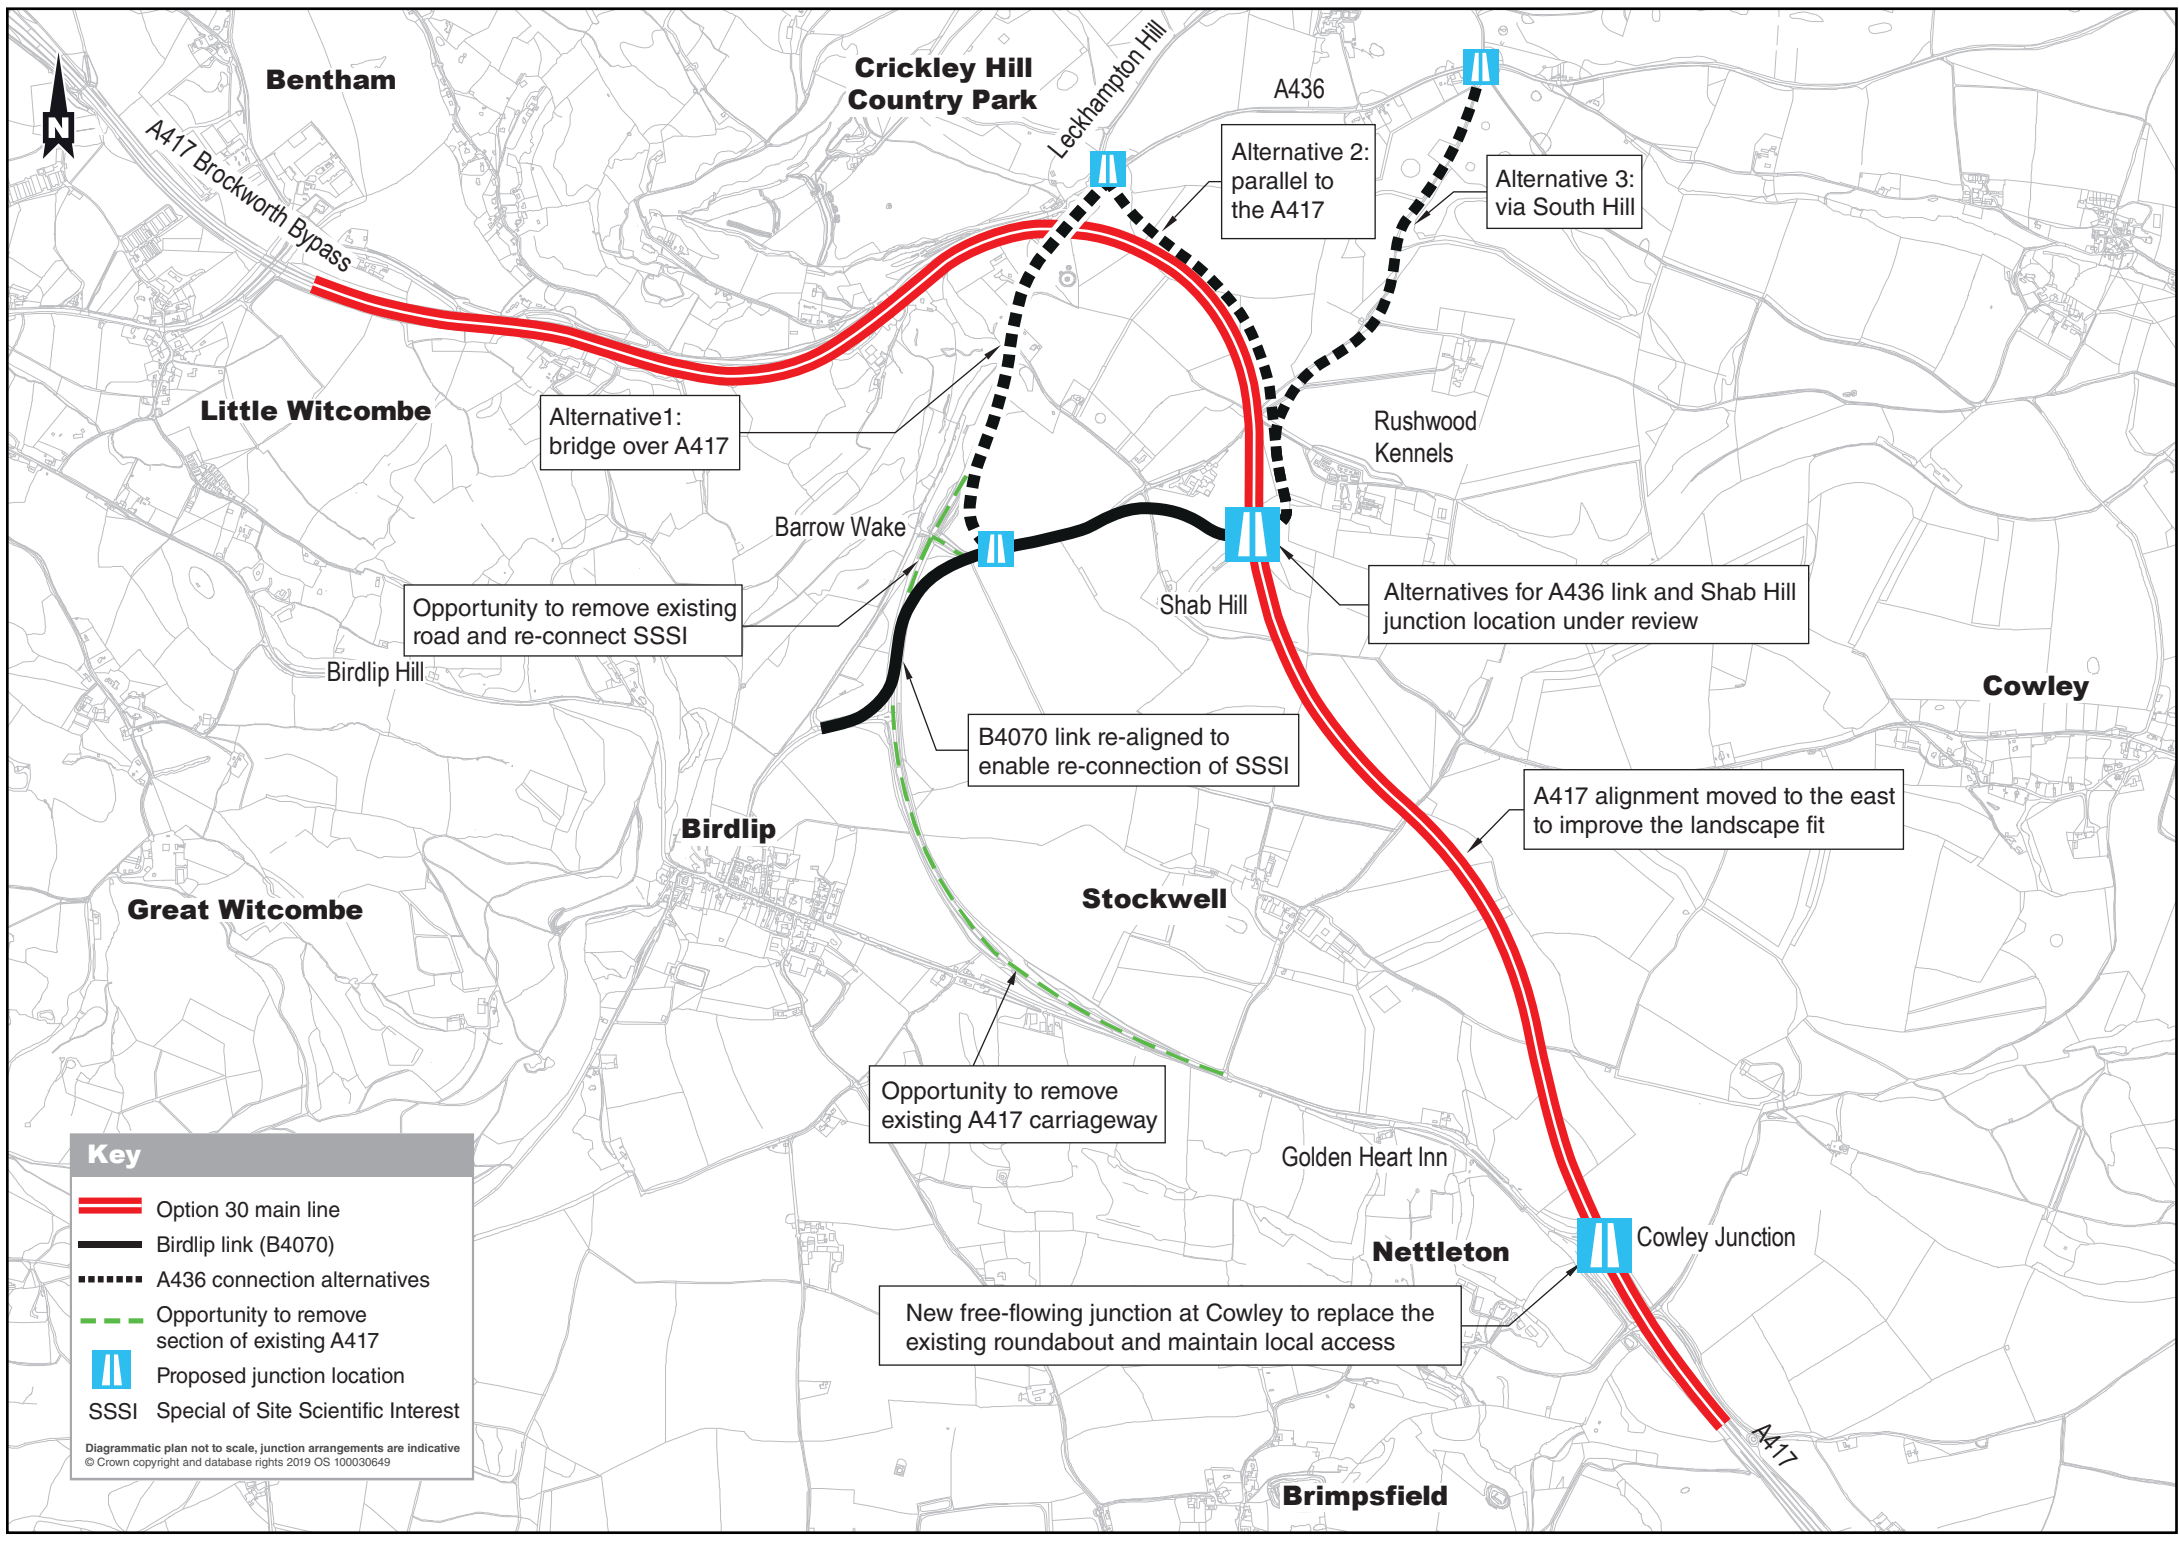 Bentham
Crickley Hill
Country Park
Leckhampton Hill
A436
A417 Brockworth Bypass
N
Alternative 2:
parallel to
the A417
Alternative 3:
via South Hill
Little Witcombe
Alternative1:
bridge over A417
Rushwood
Kennels
Barrow Wake
Opportunity to remove existing
road and re-connect SSSI
Shab Hill
Alternatives for A436 link and Shab Hill
junction location under review
Birdlip Hill
Cowley
B4070 link re-aligned to
enable re-connection of SSSI
A417 alignment moved to the east
to improve the landscape fit
Birdlip
Stockwell
Great Witcombe
Opportunity to remove
existing A417 carriageway
Golden Heart Inn
Nettleton
Cowley Junction
New free-flowing junction at Cowley to replace the
existing roundabout and maintain local access
A417
Brimpsfield
Key
Option 30 main line
Birdlip link (B4070)
A436 connection alternatives
Opportunity to remove
section of existing A417
Proposed junction location
SSSI Special of Site Scientific Interest
Diagrammatic plan not to scale, junction arrangements are indicative
© Crown copyright and database rights 2019 OS 100030649